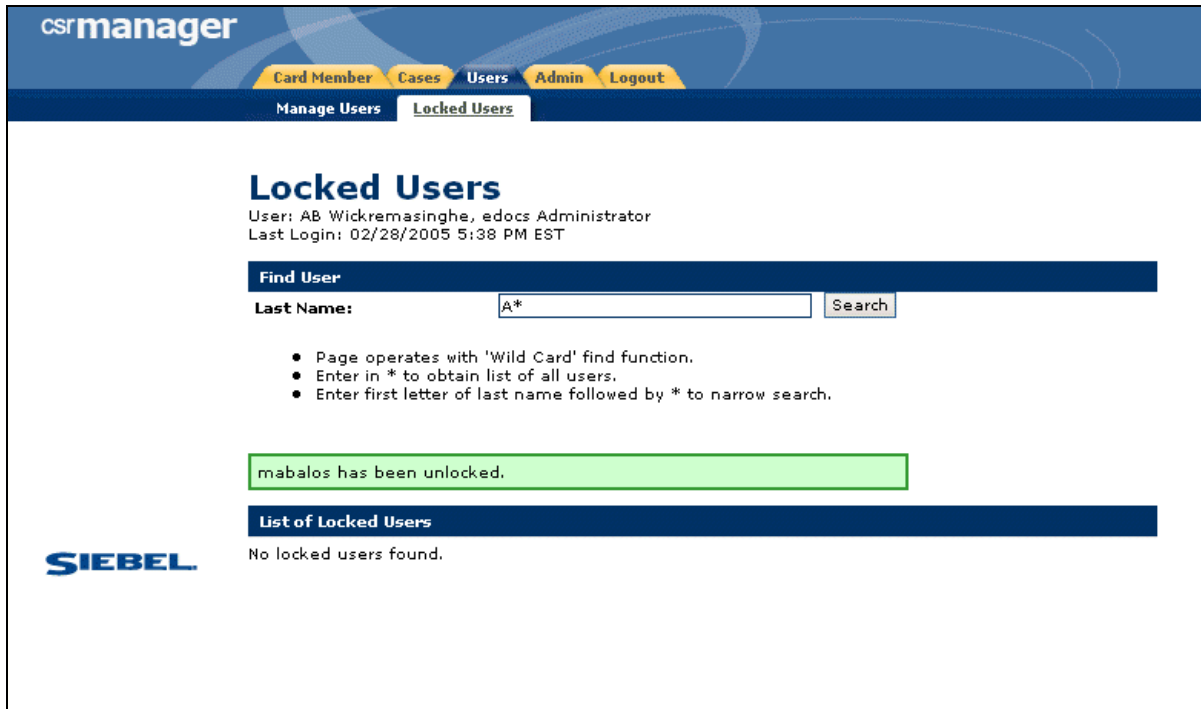 csrmanager
Card Member Cases Users Admin Logout
Manage Users Locked Users
Locked Users
User: AB Wickremasinghe, edocs Administrator
Last Login: 02/28/2005 5:38 PM EST
Find User
Last Name: A* Search
● Page operates with 'Wild Card' find function.
● Enter in * to obtain list of all users.
● Enter first letter of last name followed by * to narrow search.
mabalos has been unlocked.
List of Locked Users
No locked users found.
SIEBEL.